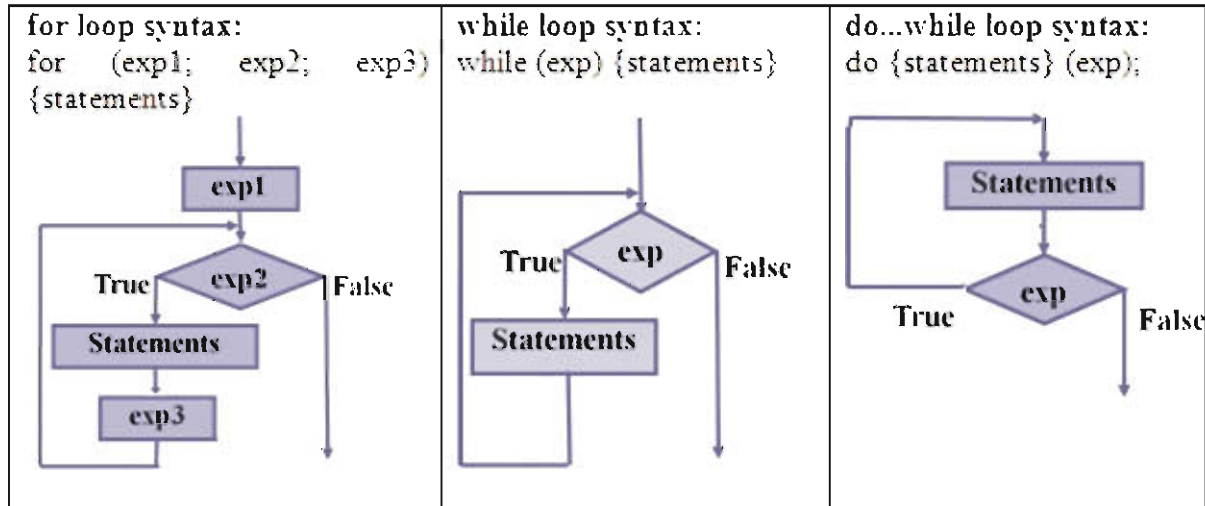 for loop syntax:
for (exp1; exp2; exp3)
{statements}
exp1
exp2
True
False
Statements
exp3
while loop syntax:
while (exp) {statements}
exp
True
False
Statements
do...while loop syntax:
do {statements} (exp);
Statements
exp
True
False